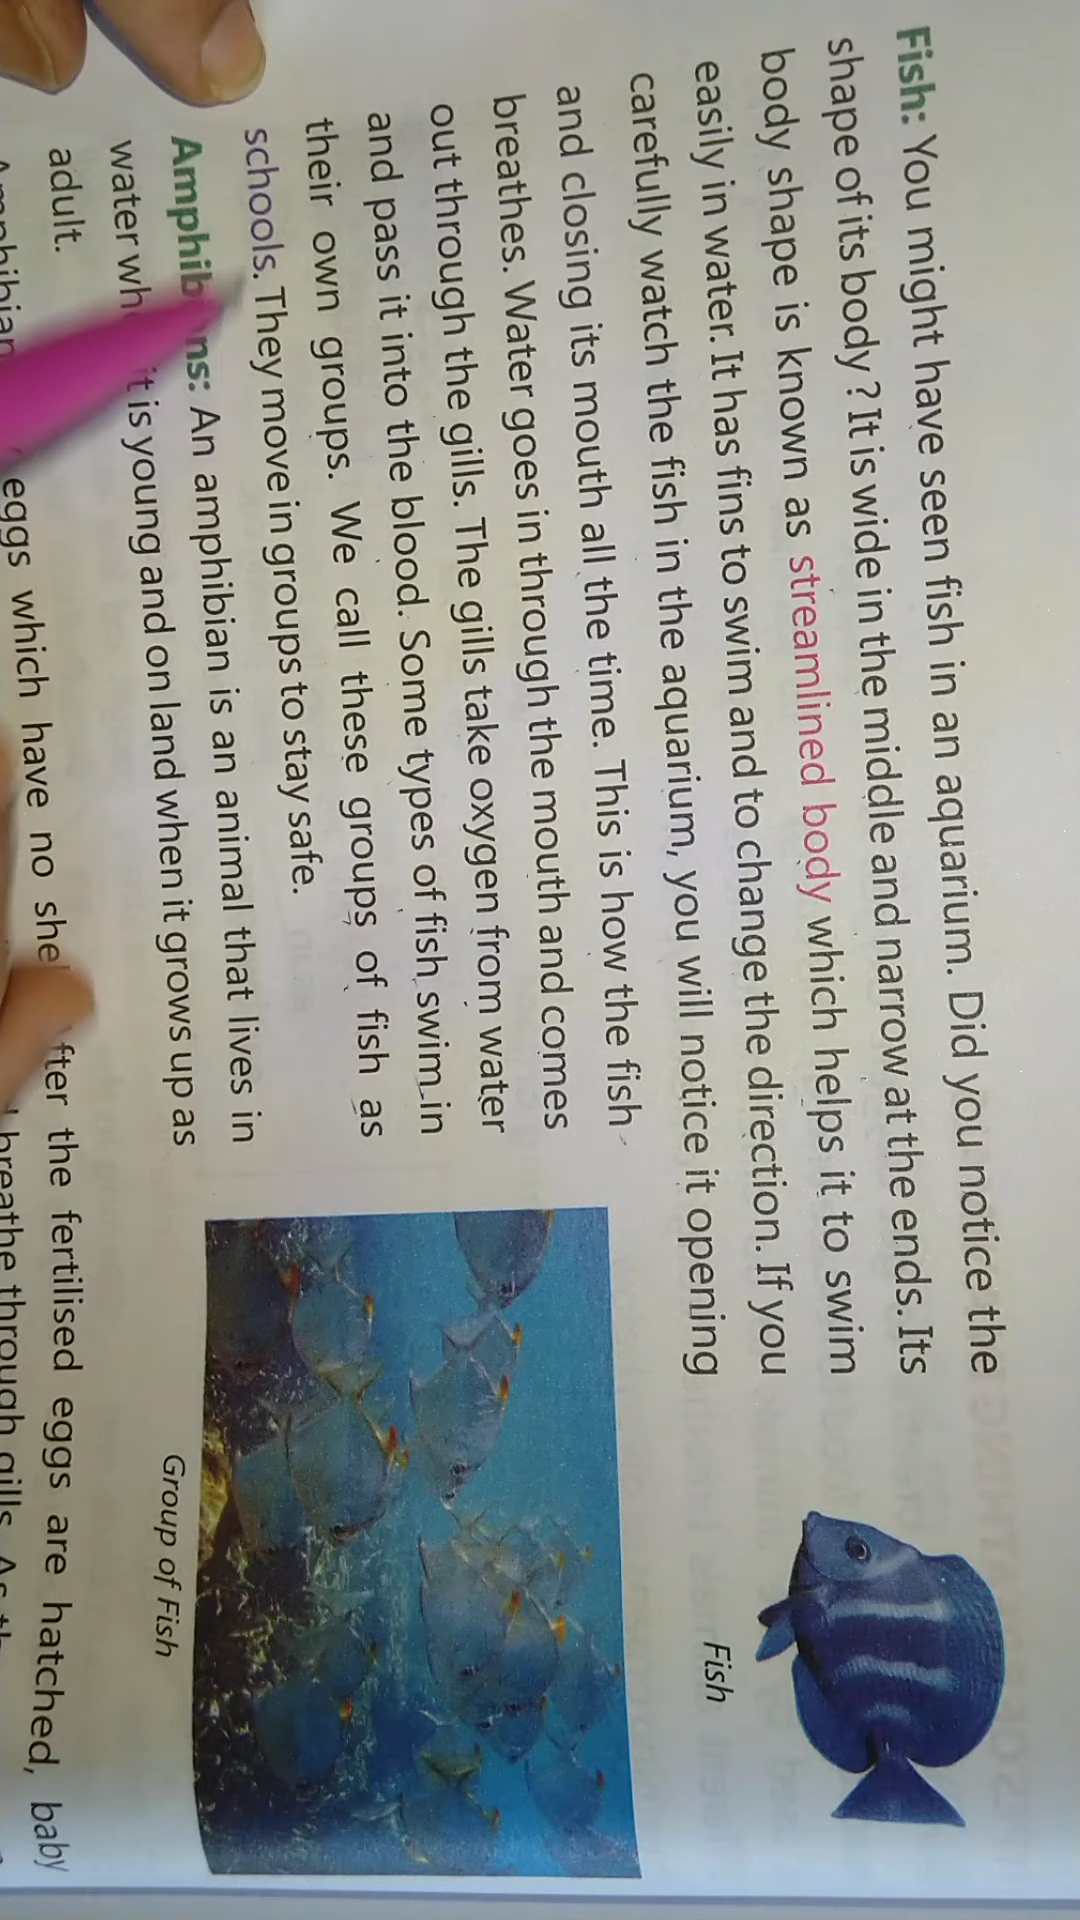 Fish: You might have seen fish in an aquarium. Did you notice the
shape of its body? It is wide in the middle and narrow at the ends. Its
body shape is known as streamlined body which helps it to swim
easily in water. It has fins to swim and to change the direction. If you
carefully watch the fish in the aquarium, you will notice it opening
and closing its mouth all the time. This is how the fish
breathes. Water goes in through the mouth and comes
out through the gills. The gills take oxygen from water
and pass it into the blood. Some types of fish swim in
their own groups. We call these groups of fish as
schools. They move in groups to stay safe.
Fish
Group of Fish
An amphibian is an animal that lives in
water it is young and on land when it grows up as
adult.
eggs which have no the fertilised eggs are hatched, baby
breathe through gills.